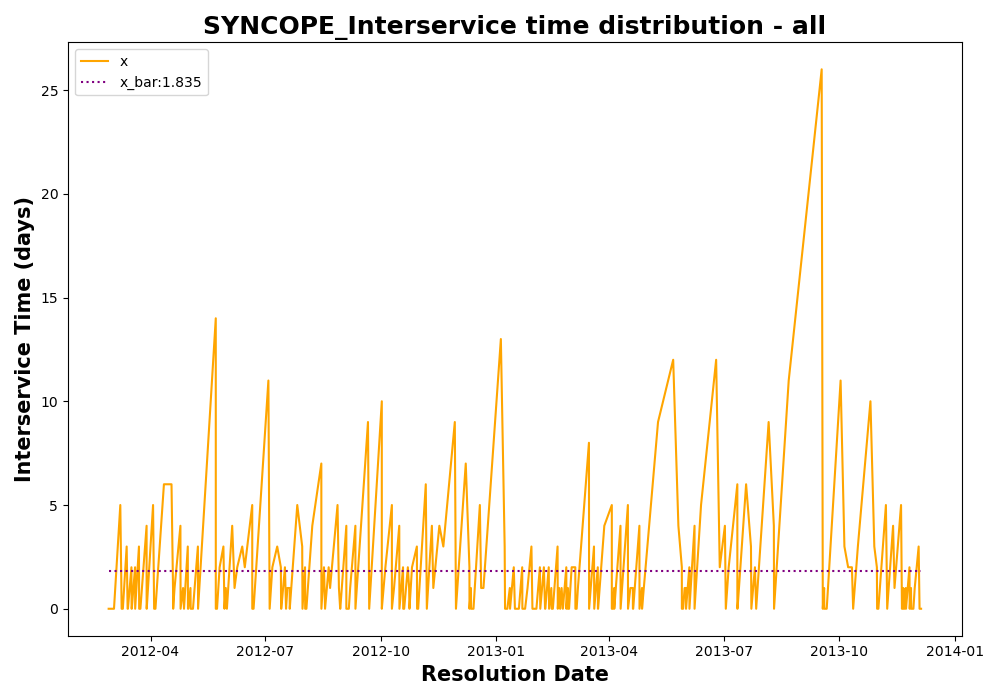 SYNCOPE_Interservice time distribution - all
x
x_bar:1.835
Interservice Time (days)
25
20
15
10
5
0
2012-04
2012-07
2012-10
2013-01
2013-04
2013-07
2013-10
2014-01
Resolution Date